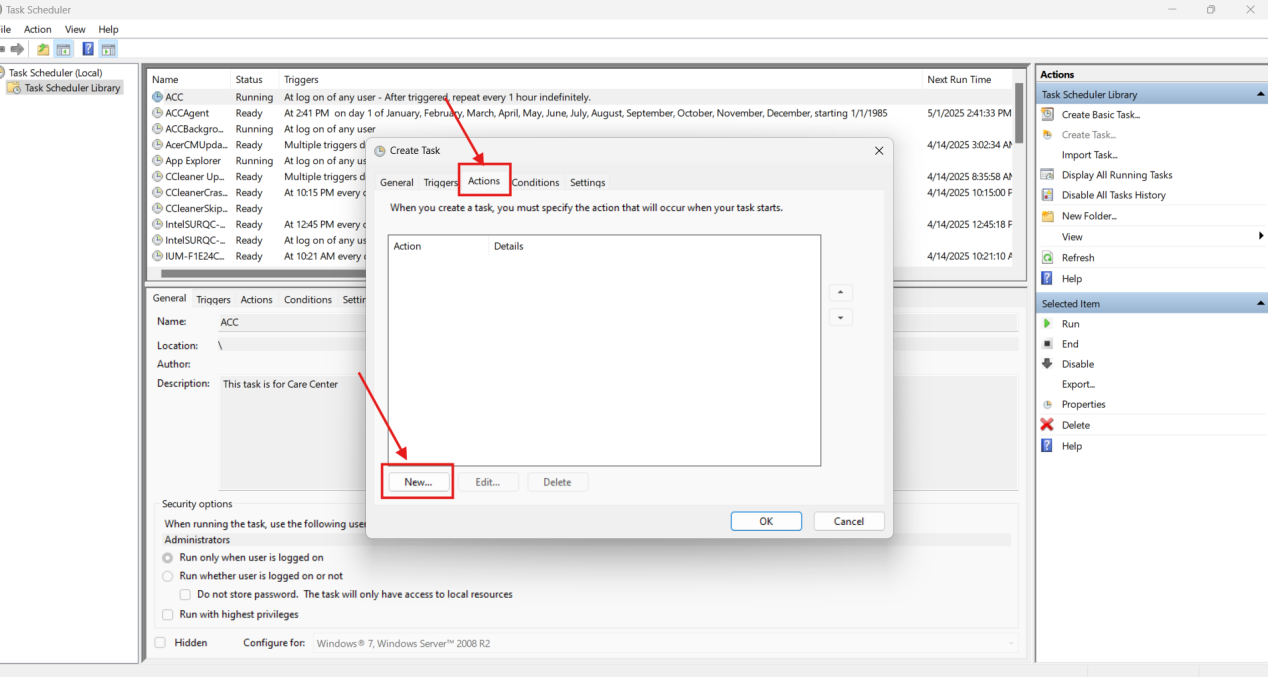 Task Scheduler
ile Action View Help
Task Scheduler (Local)
Task Scheduler Library
Name Status Triggers Next Run Time
ACC Running At log on of any user - After triggered, repeat every 1 hour indefinitely.
ACCAgent Ready At 2:41 PM on day 1 of January, February, March, April, May, June, July, August, September, October, November, December, starting 1/1/1985 5/1/2025 2:41:33 PM
ACCBackgro... Running At log on of any user
AcerCMUpda... Ready Multiple triggers d 4/14/2025 3:02:34 AM
App Explorer Running At log on of any us
CCleaner Up... Ready Multiple triggers d 4/14/2025 8:35:58 AM
CCleanerCras... Ready At 10:15 PM every 4/14/2025 10:15:00 P
CCleanerSkip... Ready
IntelSURQC-... Ready At 12:45 PM every 4/14/2025 12:45:18 P
IntelSURQC-... Ready At log on of any us
IUM-F1E24C... Ready At 10:21 AM every 4/14/2025 10:21:10 A
General Triggers Actions Conditions Settin
Name: ACC
Location: \
Author:
Description: This task is for Care Center
Security options
When running the task, use the following user
Administrators
Run only when user is logged on
Run whether user is logged on or not
Do not store password. The task will only have access to local resources
Run with highest privileges
Hidden Configure for: Windows® 7, Windows Server™ 2008 R2
Create Task
General Triggers Actions Conditions Settings
When you create a task, you must specify the action that will occur when your task starts.
Action Details
New... Edit... Delete
OK Cancel
Actions
Task Scheduler Library
Create Basic Task...
Create Task...
Import Task...
Display All Running Tasks
Disable All Tasks History
New Folder...
View
Refresh
Help
Selected Item
Run
End
Disable
Export...
Properties
Delete
Help